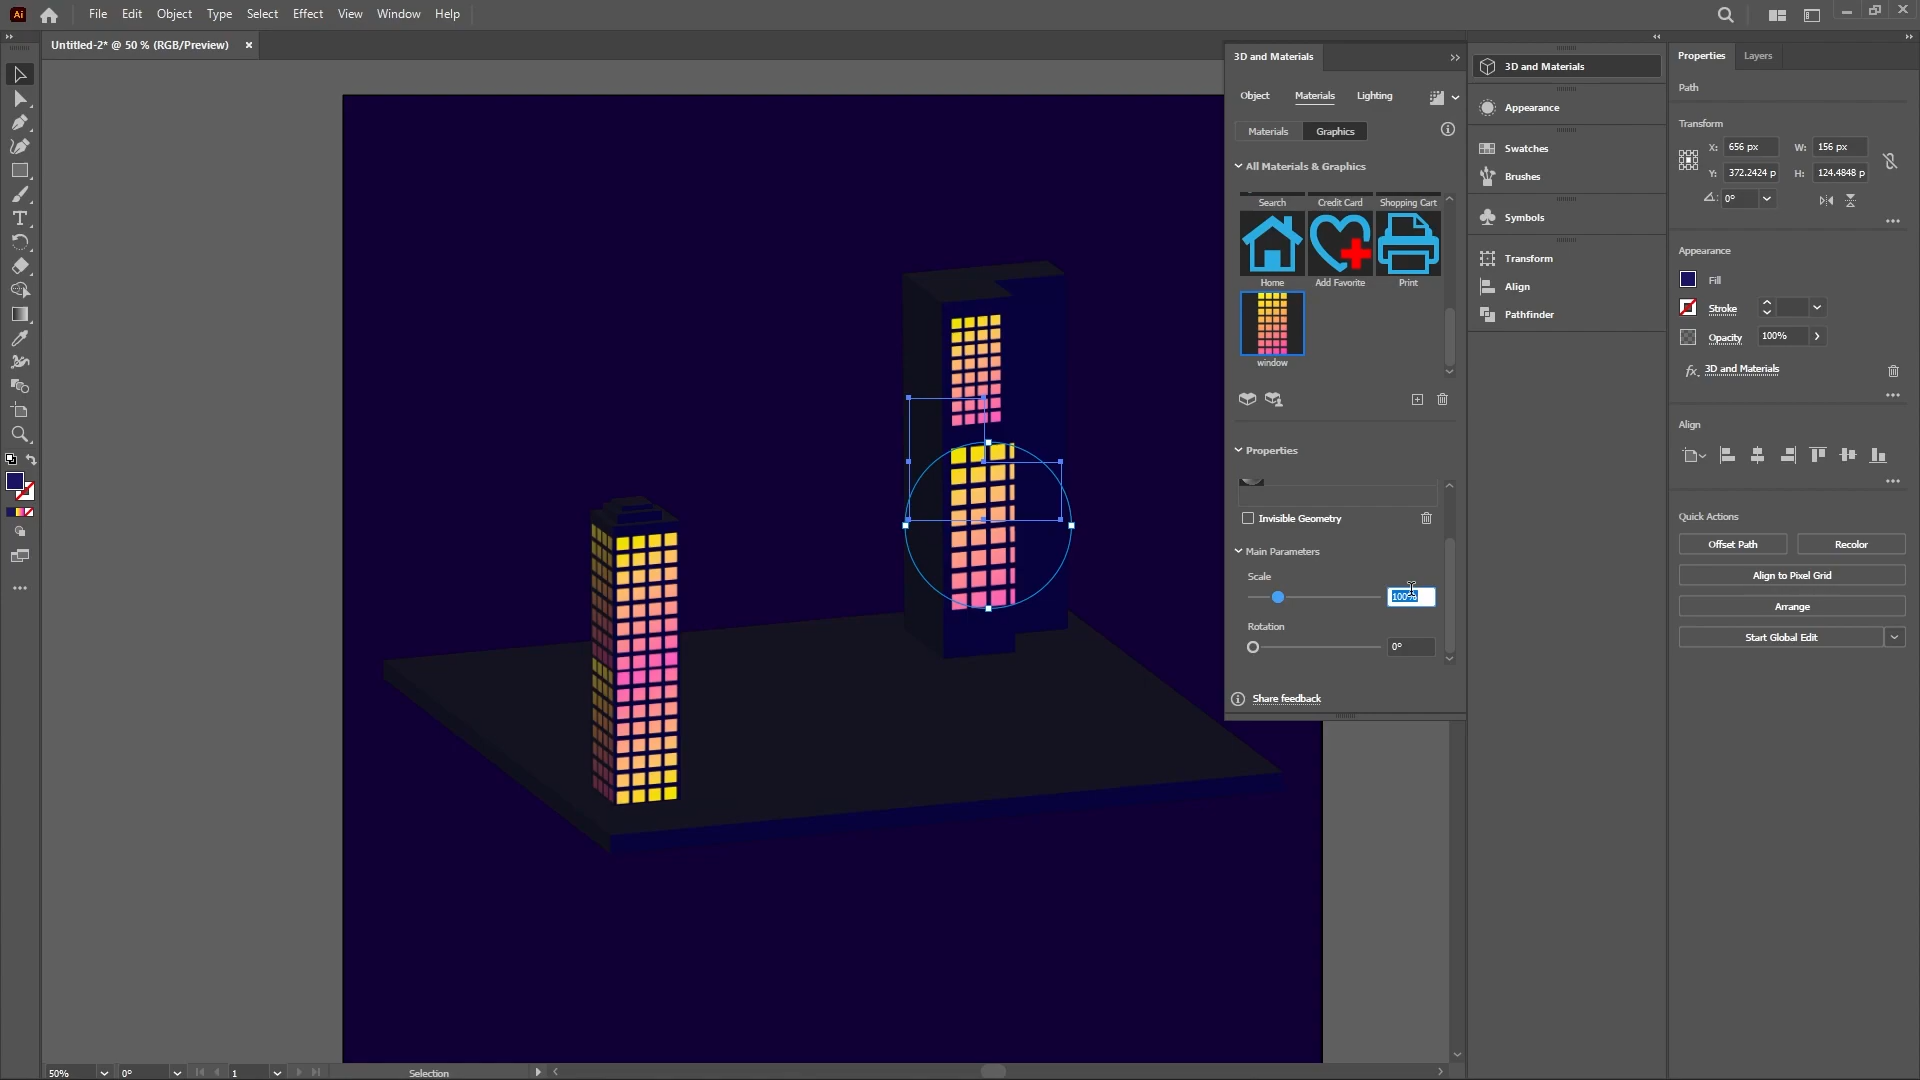 Ai File Edit Object Type Select Effect View Window Help
Untitled-2* @ 50 % (RGB/Preview)
3D and Materials
Object Materials Lighting
Materials Graphics
All Materials & Graphics
Search Credit Card Shopping Cart
Home Add Favorite Print
window
Properties
Invisible Geometry
Main Parameters
Scale
100%
Rotation
0°
Share feedback
3D and Materials
Appearance
Swatches
Brushes
Symbols
Transform
Align
Pathfinder
Properties Layers
Path
Transform
X: 656 px W: 156 px
Y: 372.2424 p H: 124.4848 p
0°
Appearance
Fill
Stroke
Opacity 100%
fx. 3D and Materials
Align
Quick Actions
Offset Path Recolor
Align to Pixel Grid
Arrange
Start Global Edit
50% 0° 1 Selection